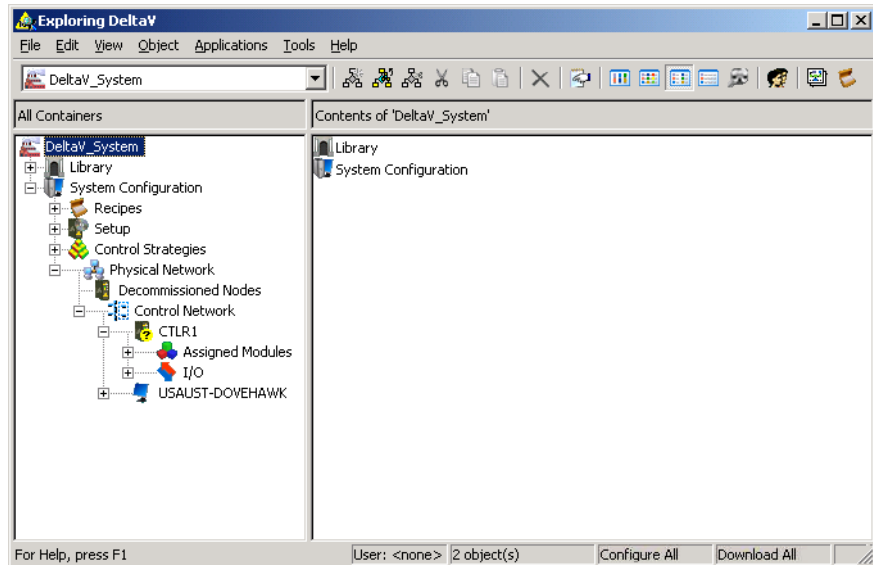 Exploring DeltaV
File Edit View Object Applications Tools Help
DeltaV_System
All Containers
Contents of 'DeltaV_System'
DeltaV_System
Library
System Configuration
Recipes
Setup
Control Strategies
Physical Network
Decommissioned Nodes
Control Network
CTLR1
Assigned Modules
I/O
USAUST-DOVEHAWK
Library
System Configuration
For Help, press F1
User: <none>
2 object(s)
Configure All
Download All